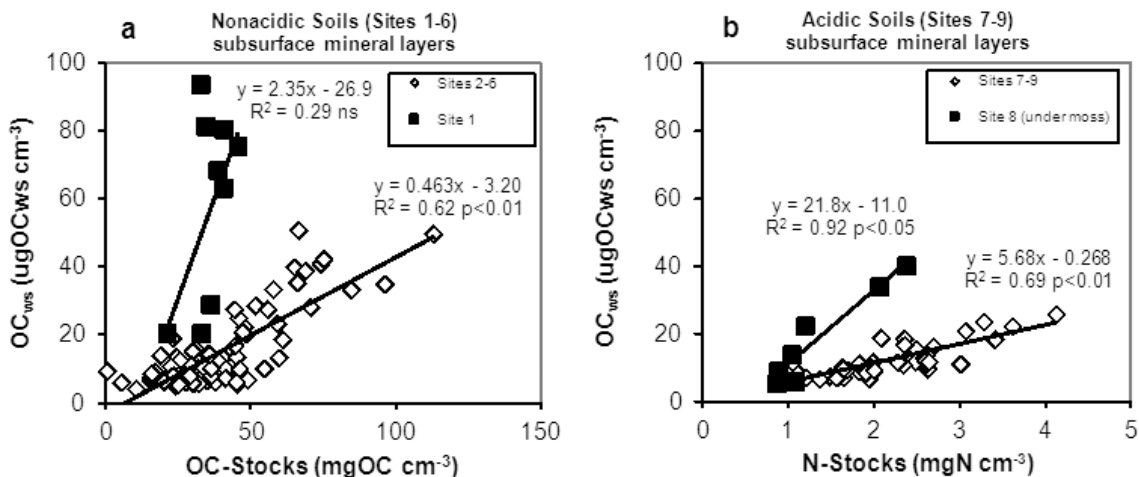 a
Nonacidic Soils (Sites 1-6)
subsurface mineral layers
100
80
60
40
20
0
OCws (ugOCws cm-3)
y = 2.35x - 26.9
R2 = 0.29 ns
Sites 2-6
Site 1
y = 0.463x - 3.20
R2 = 0.62 p<0.01
0
50
100
150
OC-Stocks (mgOC cm-3)
b
Acidic Soils (Sites 7-9)
subsurface mineral layers
100
80
60
40
20
0
OCws (ugOCws cm-3)
Sites 7-9
Site 8 (under moss)
y = 21.8x - 11.0
R2 = 0.92 p<0.05
y = 5.68x - 0.268
R2 = 0.69 p<0.01
0
1
2
3
4
5
N-Stocks (mgN cm-3)